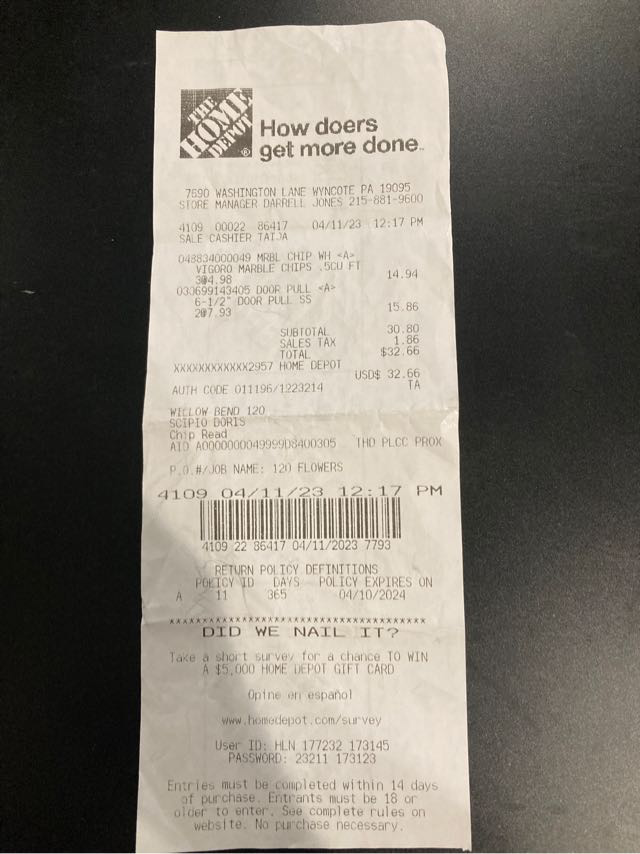 THE
HOME
DEPOT
®
How doers
get more done™
7690 WASHINGTON LANE WYNCOTE PA 19095
STORE MANAGER DARRELL JONES 215-881-9600
4109 00022 86417 04/11/23 12:17 PM
SALE CASHIER TAIJA
048834000049 MRBL CHIP WH <A>
VIGORO MARBLE CHIPS .5CU FT
3@4.98 14.94
030699143405 DOOR PULL <A>
6-1/2" DOOR PULL SS
2@7.93 15.86
SUBTOTAL 30.80
SALES TAX 1.86
TOTAL $32.66
XXXXXXXXXXXX2957 HOME DEPOT
USD$ 32.66
AUTH CODE 011196/1223214 TA
WILLOW BEND 120
SCIPIO DORIS
Chip Read
AID A0000000049999D8400305 THD PLCC PROX
P.O.#/JOB NAME: 120 FLOWERS
4109 04/11/23 12:17 PM
4109 22 86417 04/11/2023 7793
RETURN POLICY DEFINITIONS
POLICY ID DAYS POLICY EXPIRES ON
A 11 365 04/10/2024
****************************************
DID WE NAIL IT?
Take a short survey for a chance TO WIN
A $5,000 HOME DEPOT GIFT CARD
Opine en español
www.homedepot.com/survey
User ID: HLN 177232 173145
PASSWORD: 23211 173123
Entries must be completed within 14 days
of purchase. Entrants must be 18 or
older to enter. See complete rules on
website. No purchase necessary.